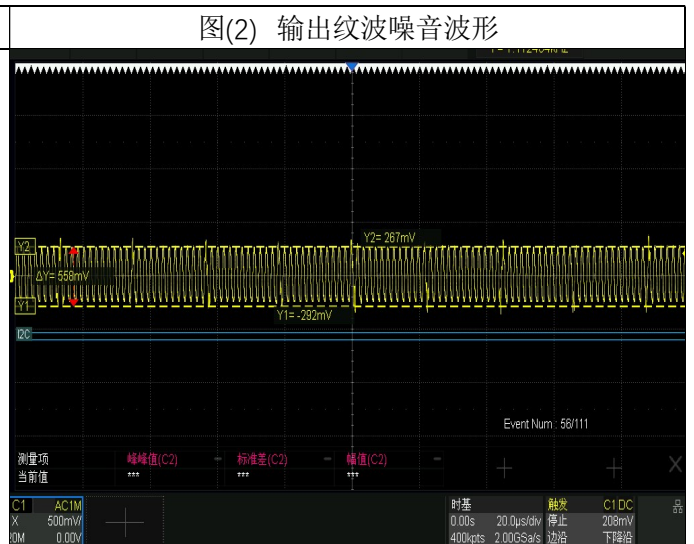 图(2) 输出纹波噪音波形
Y2
Y2= 267mV
ΔY= 559mV
Y1
Y1= -292mV
I2C
Event Num : 56/111
测量项 峰峰值(C2) 标准差(C2) 幅值(C2)
当前值 *** *** ***
C1 AC1M
X 500mV/
20M 0.00V
时基
0.00s 20.0μs/div
400kpts 2.00GSa/s
触发 C1 DC
停止 208mV
边沿 下降沿